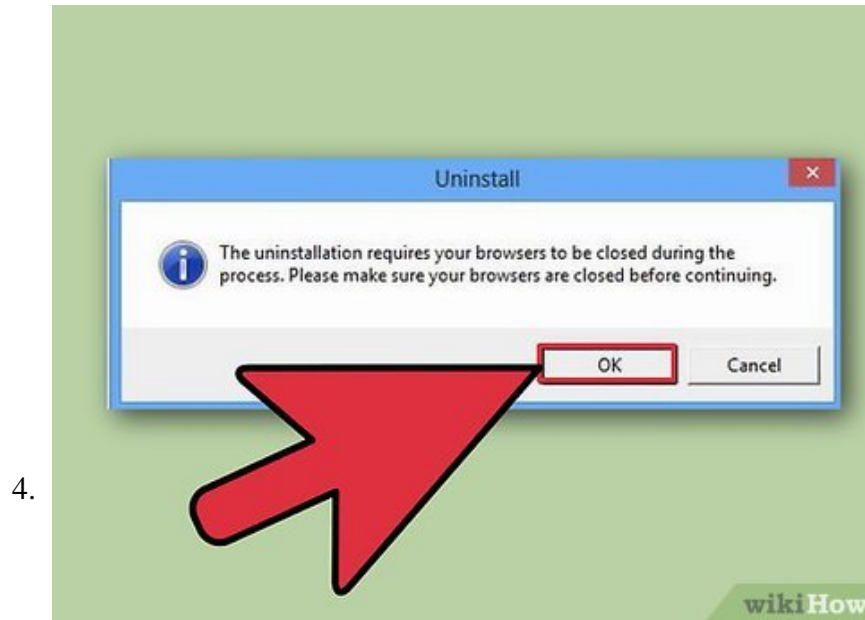 Uninstall
The uninstallation requires your browsers to be closed during the
process. Please make sure your browsers are closed before continuing.
OK Cancel
4.
wikiHow